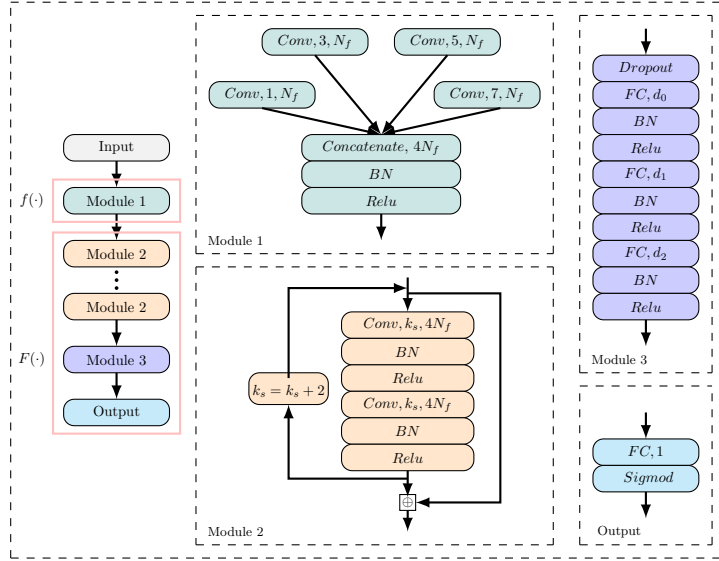 Input
f(·)
Module 1
Module 2
Module 2
F(·)
Module 3
Output
Conv, 3, N_f
Conv, 5, N_f
Conv, 1, N_f
Conv, 7, N_f
Concatenate, 4N_f
BN
Relu
Module 1
Conv, k_s, 4N_f
BN
Relu
k_s = k_s + 2
Conv, k_s, 4N_f
BN
Relu
⊕
Module 2
Dropout
FC, d_0
BN
Relu
FC, d_1
BN
Relu
FC, d_2
BN
Relu
Module 3
FC, 1
Sigmod
Output